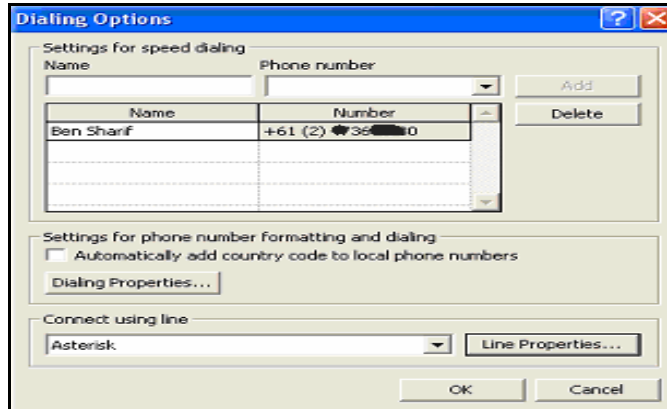 Dialing Options
Settings for speed dialing
Name Phone number
Add
Name Number Delete
Ben Sharif +61 (2)
Settings for phone number formatting and dialing
Automatically add country code to local phone numbers
Dialing Properties...
Connect using line
Asterisk Line Properties...
OK Cancel